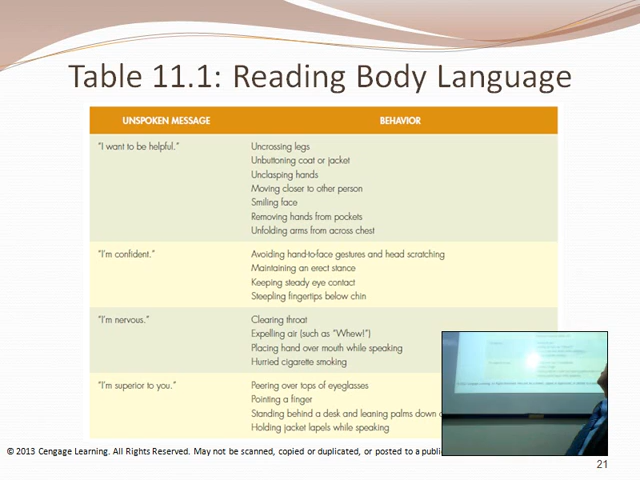 Table 11.1: Reading Body Language
UNSPOKEN MESSAGE BEHAVIOR
"I want to be helpful." Uncrossing legs
Unbuttoning coat or jacket
Unclasping hands
Moving closer to other person
Smiling face
Removing hands from pockets
Unfolding arms from across chest
"I'm confident." Avoiding hand-to-face gestures and head scratching
Maintaining an erect stance
Keeping steady eye contact
Steepling fingertips below chin
"I'm nervous." Clearing throat
Expelling air (such as "Whew!")
Placing hand over mouth while speaking
Hurried cigarette smoking
"I'm superior to you." Peering over tops of eyeglasses
Pointing a finger
Standing behind a desk and leaning palms down
Holding jacket lapels while speaking
© 2013 Cengage Learning. All Rights Reserved. May not be scanned, copied or duplicated, or posted to a
21